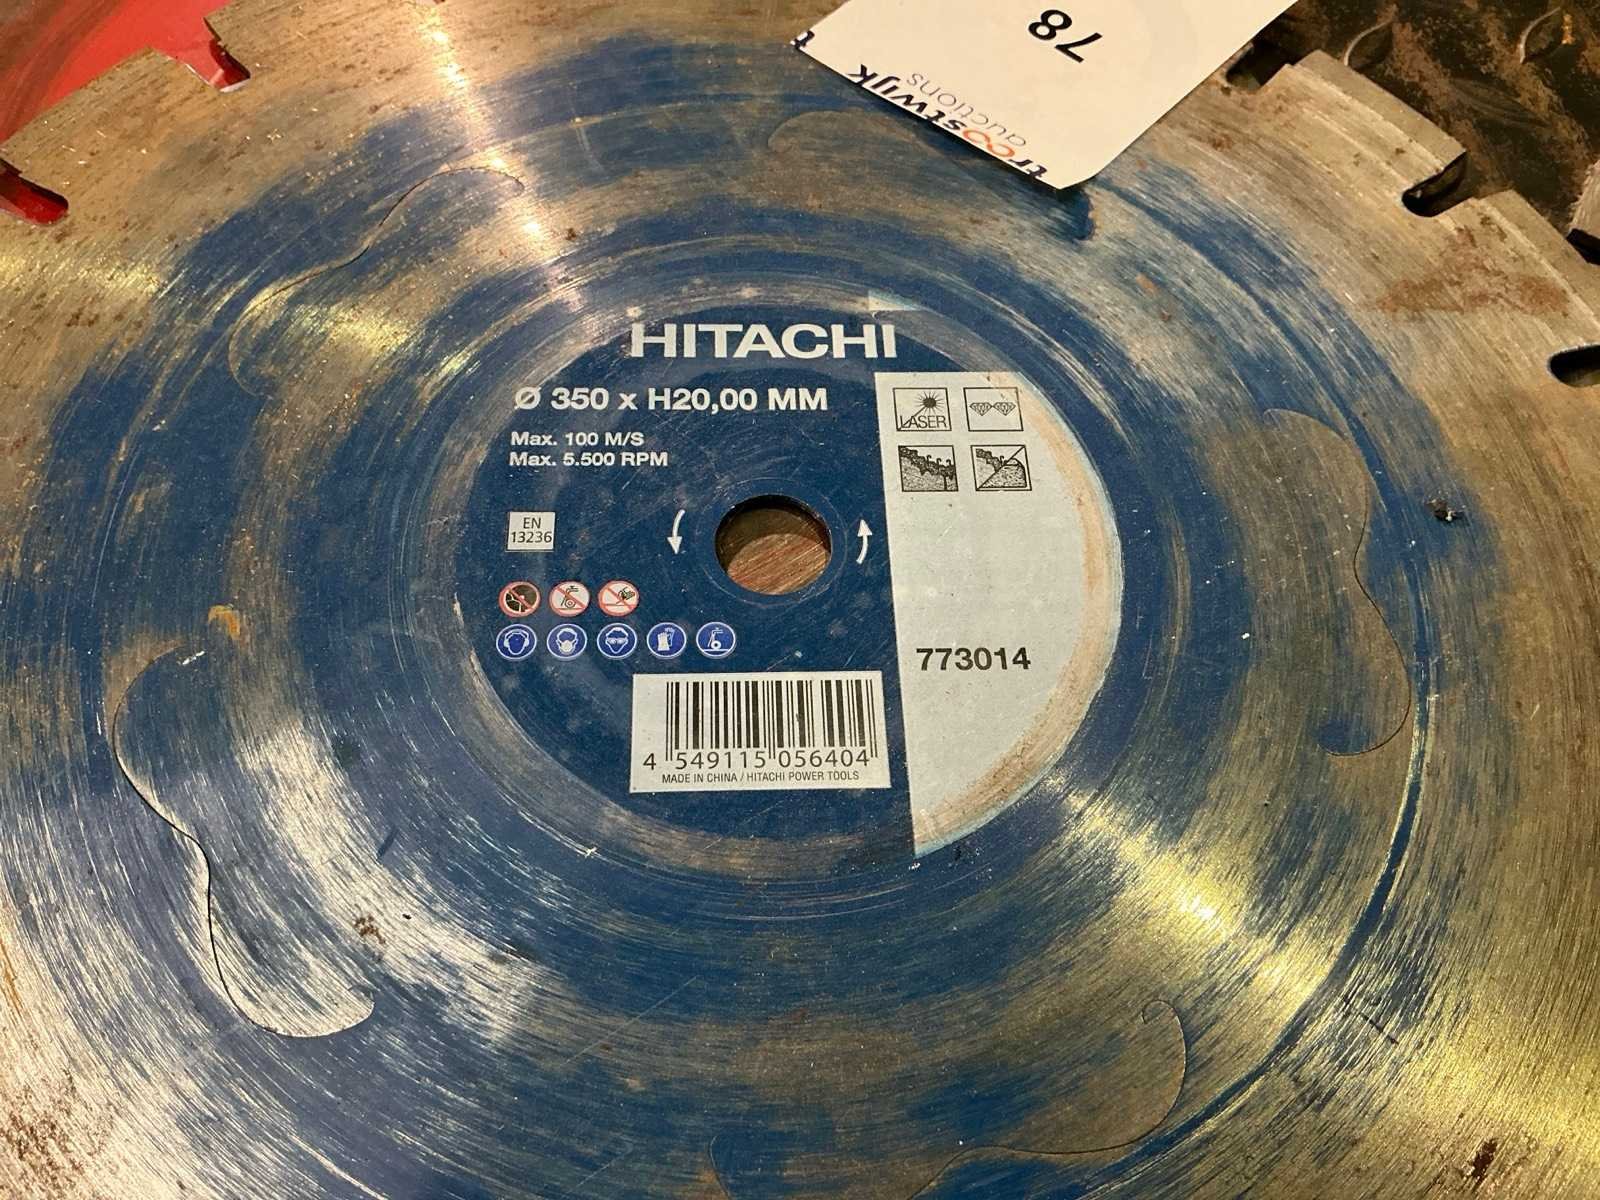 78
troostwijk
auctions
t
HITACHI
Ø 350 x H20,00 MM
Max. 100 M/S
Max. 5.500 RPM
LASER
EN
13236
773014
4 549115 056404
MADE IN CHINA / HITACHI POWER TOOLS